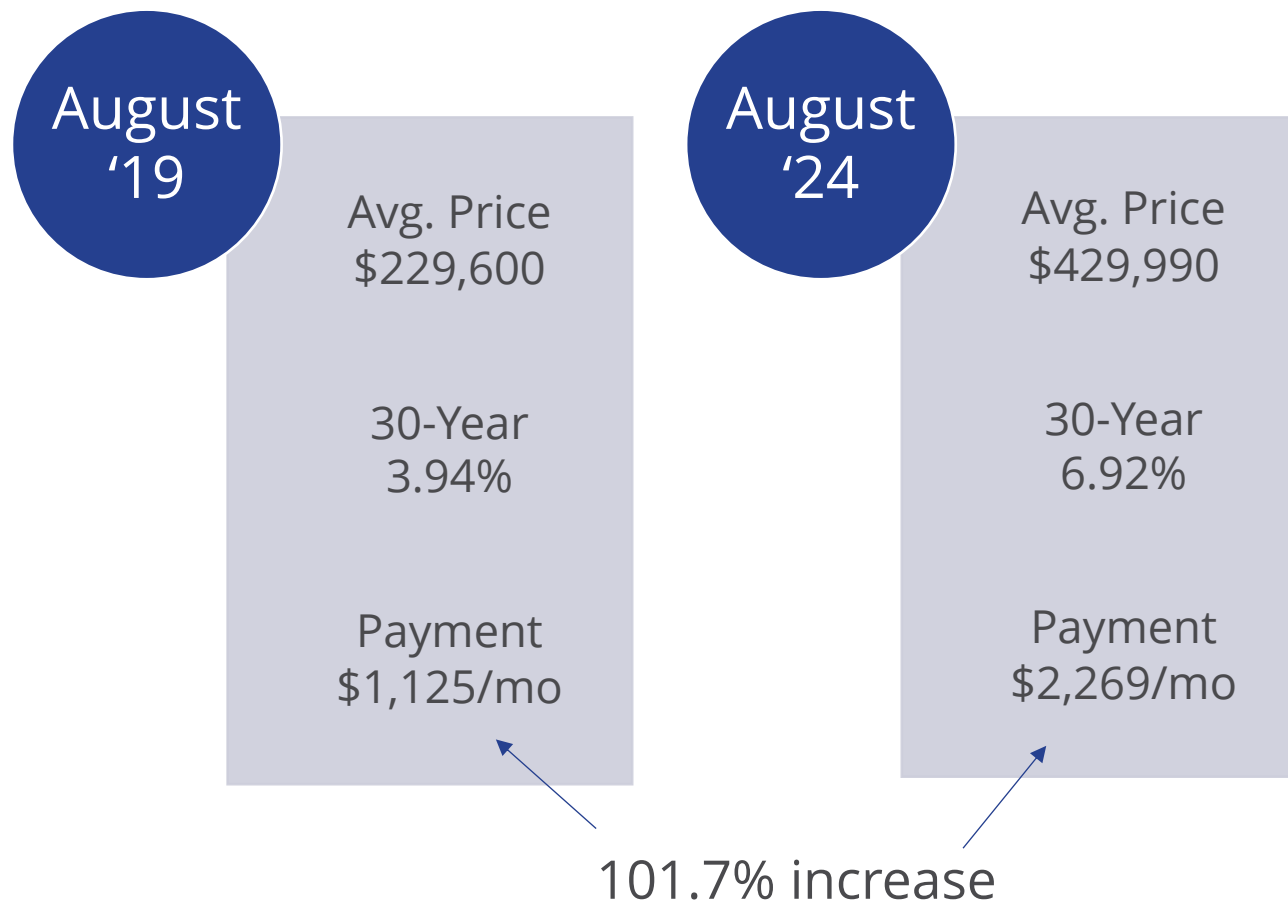 August
‘19
Avg. Price
$229,600
30-Year
3.94%
Payment
$1,125/mo
August
‘24
Avg. Price
$429,990
30-Year
6.92%
Payment
$2,269/mo
101.7% increase